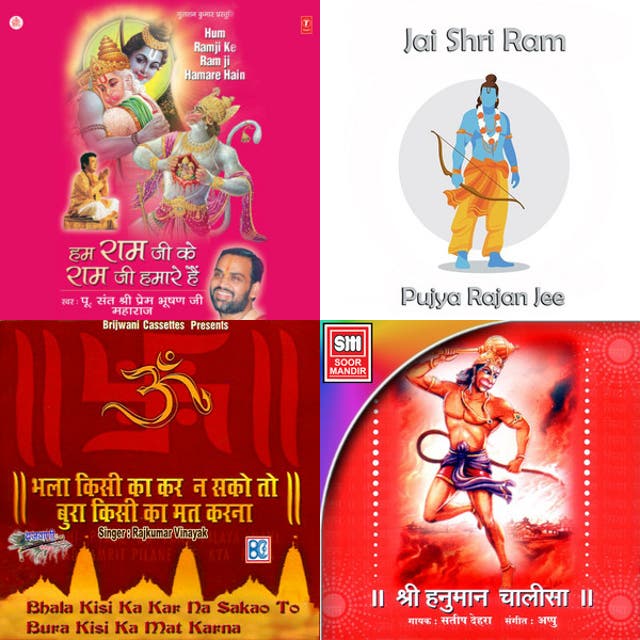 गुलशन कुमार प्रस्तुति
T
Hum
Ramji Ke
Ram ji
Hamare Hain
हम राम जी के
राम जी हमारे हैं
स्वर: पू. संत श्री प्रेम भूषण जी
महाराज
Jai Shri Ram
Pujya Rajan Jee
Brijwani Cassettes Presents
ॐ
॥ भला किसी का कर न सको तो ॥
बुरा किसी का मत करना
Singer : Rajkumar Vinayak
BC
Bhala Kisi Ka Kar Na Sakao To
Bura Kisi Ka Mat Karna
SM
SOOR
MANDIR
॥ श्री हनुमान चालीसा ॥
गायक : सतीष देहरा संगीत : अप्पु